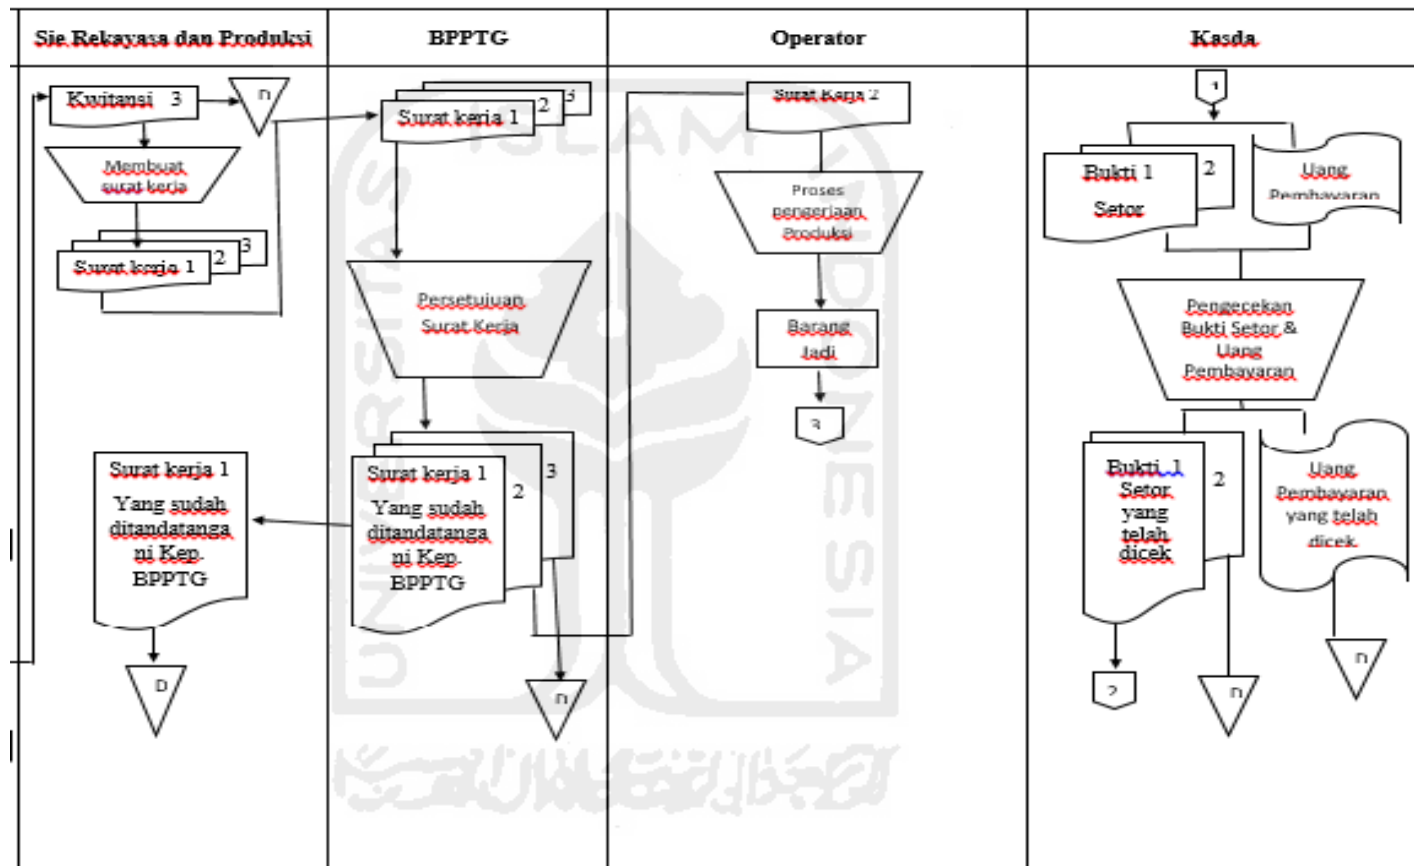 Sie Rekayasa dan Produksi
BPPTG
Operator
Kasda
Kwitansi 3
D
Membuat
surat kerja
Surat kerja 1
2
3
Surat kerja 1
Yang sudah
ditandatanga
ni Kep.
BPPTG
D
Surat kerja 1
2
3
Persetujuan
Surat Kerja
Surat kerja 1
2
3
Yang sudah
ditandatanga
ni Kep.
BPPTG
D
Surat Kerja 2
Proses
pengerjaan
Produksi
Barang
Jadi
3
1
Bukti 1
Setor
2
Uang
Pembayaran
Pengecekan
Bukti Setor &
Uang
Pembayaran
Bukti 1
Setor
yang
telah
dicek
2
Uang
Pembayaran
yang telah
dicek
2
D
D
UNIVERSITAS
ISLAM
INDONESIA